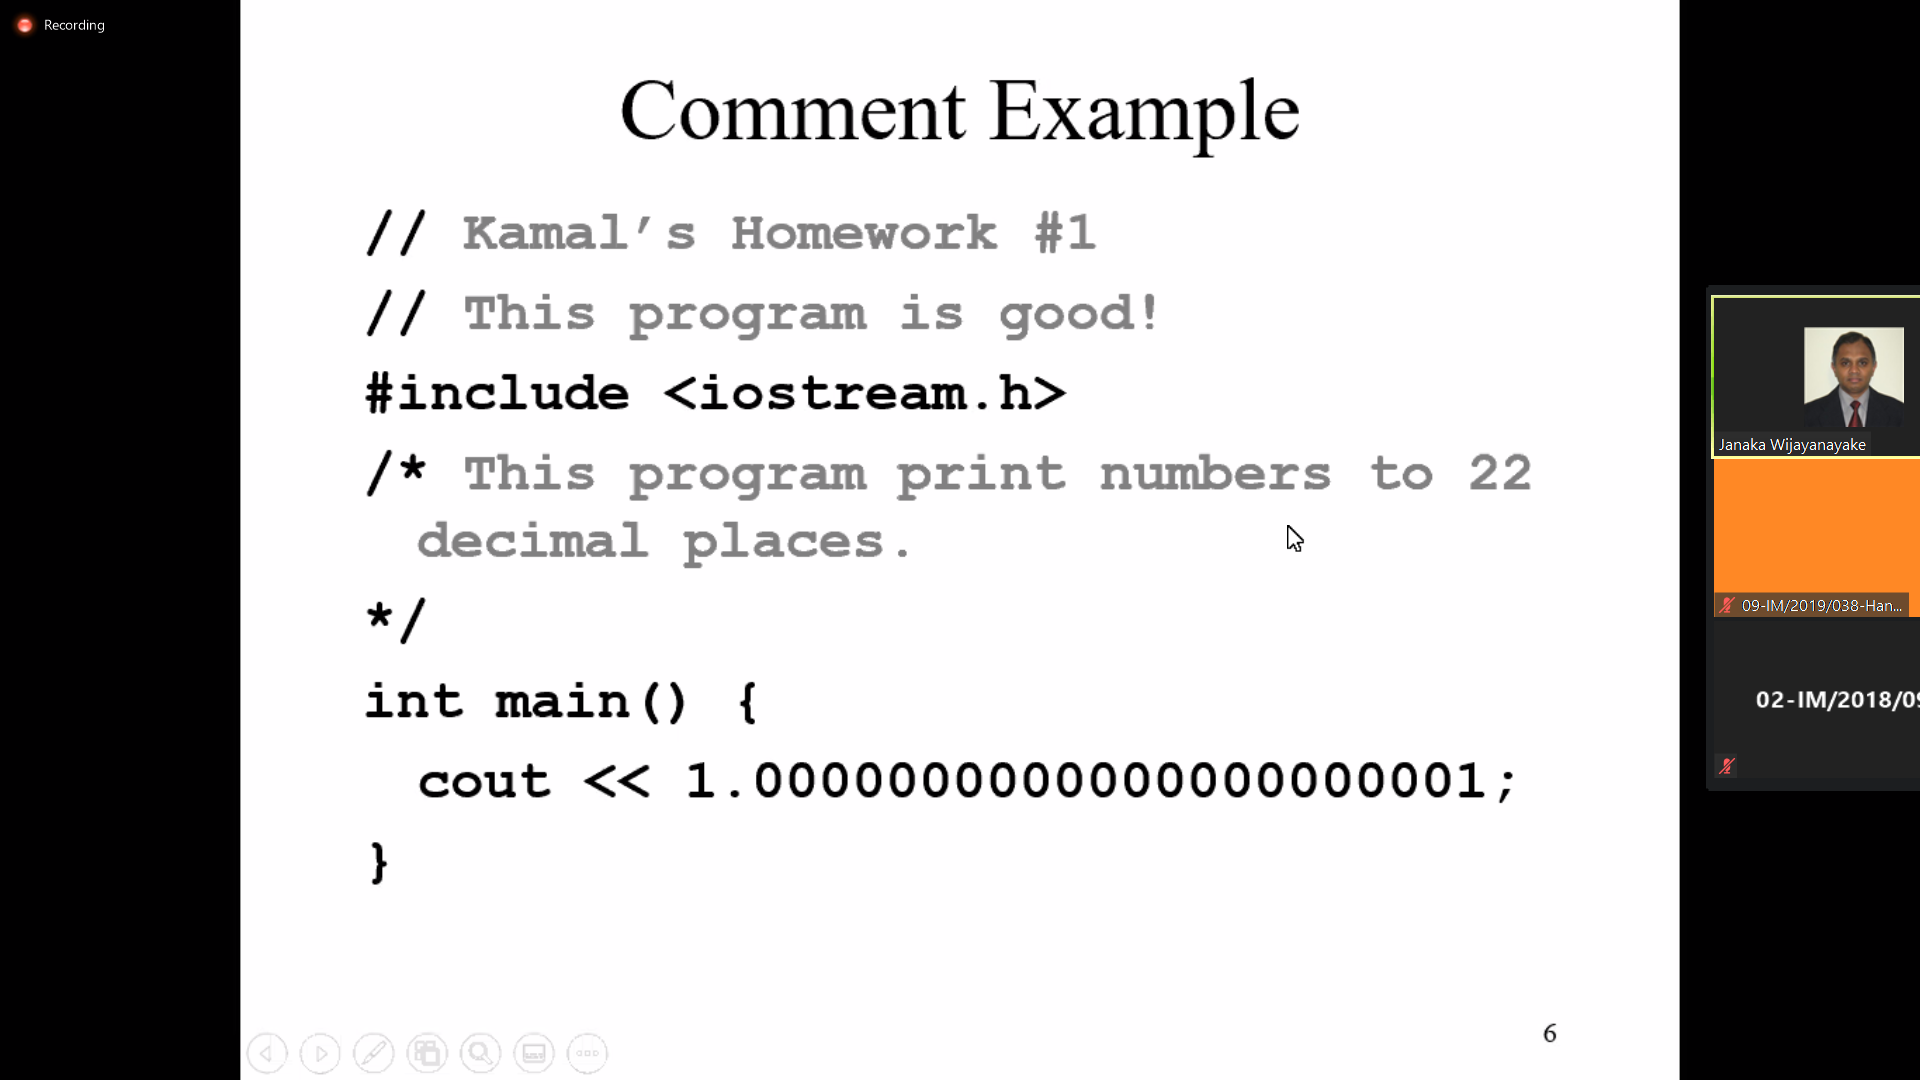 Recording
Comment Example
// Kamal’s Homework #1
// This program is good!
#include <iostream.h>
/* This program print numbers to 22
decimal places.
*/
int main() {
cout << 1.0000000000000000000001;
}
6
Janaka Wijayanayake
09-IM/2019/038-Han...
02-IM/2018/09